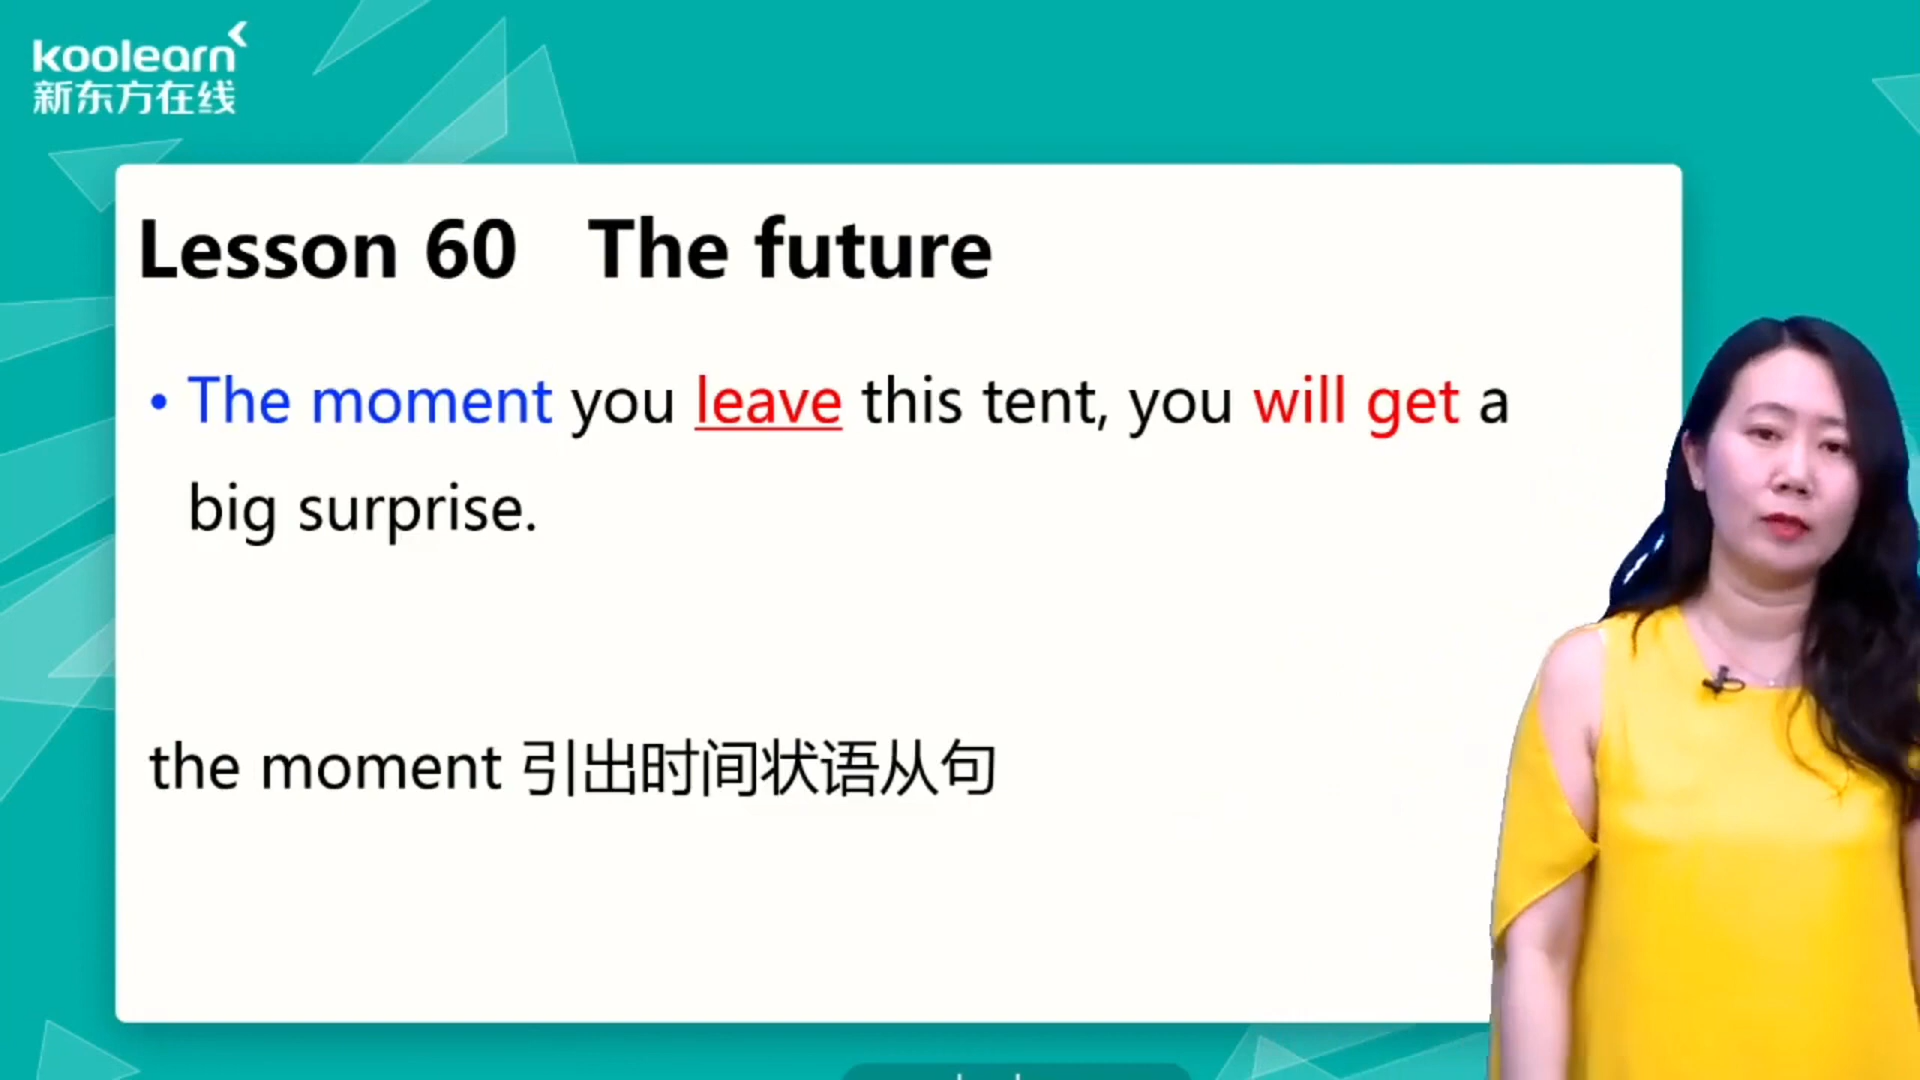 koolearn
新东方在线
Lesson 60 The future
• The moment you leave this tent, you will get a
big surprise.
the moment 引出时间状语从句